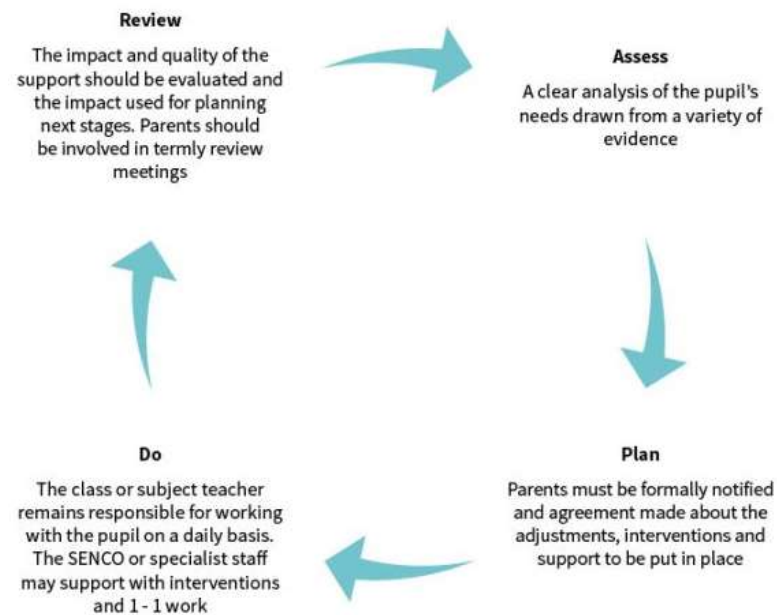 Review
The impact and quality of the
support should be evaluated and
the impact used for planning
next stages. Parents should
be involved in termly review
meetings
Assess
A clear analysis of the pupil's
needs drawn from a variety of
evidence
Do
The class or subject teacher
remains responsible for working
with the pupil on a daily basis.
The SENCO or specialist staff
may support with interventions
and 1 - 1 work
Plan
Parents must be formally notified
and agreement made about the
adjustments, interventions and
support to be put in place